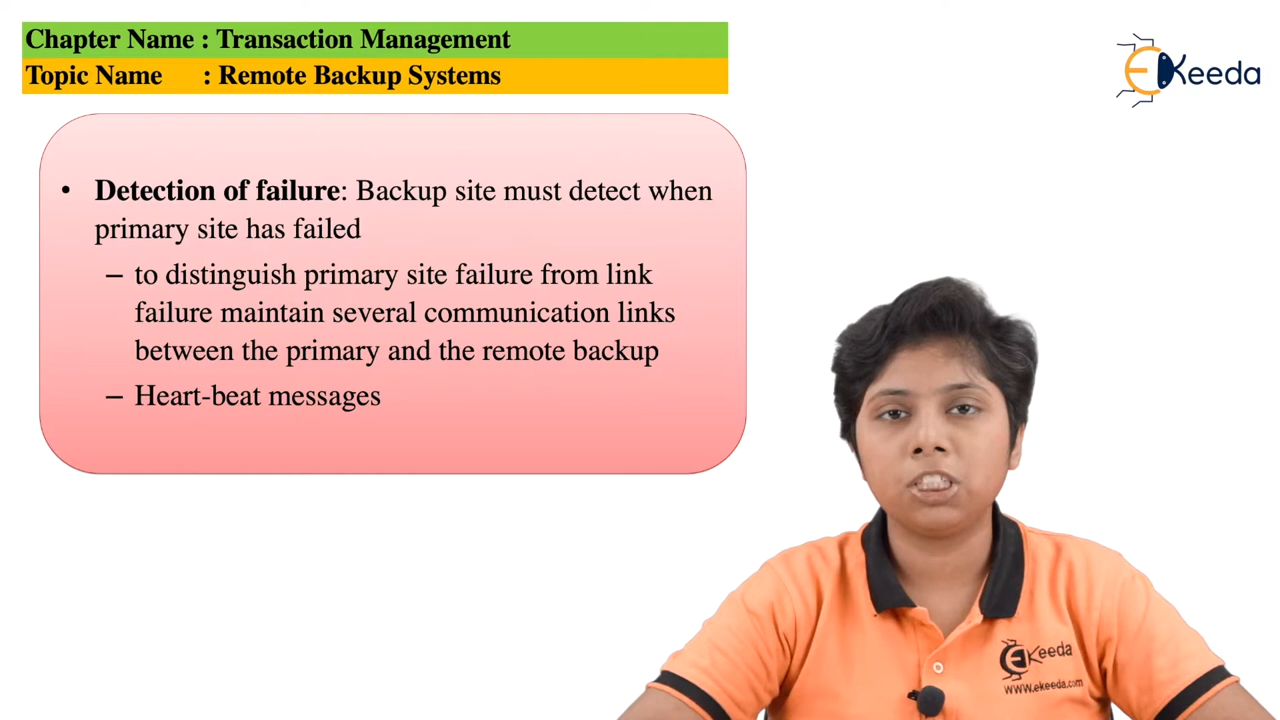 Chapter Name : Transaction Management
Topic Name : Remote Backup Systems
EKeeda
• Detection of failure: Backup site must detect when
primary site has failed
– to distinguish primary site failure from link
failure maintain several communication links
between the primary and the remote backup
– Heart-beat messages
EKeeda
www.ekeeda.com